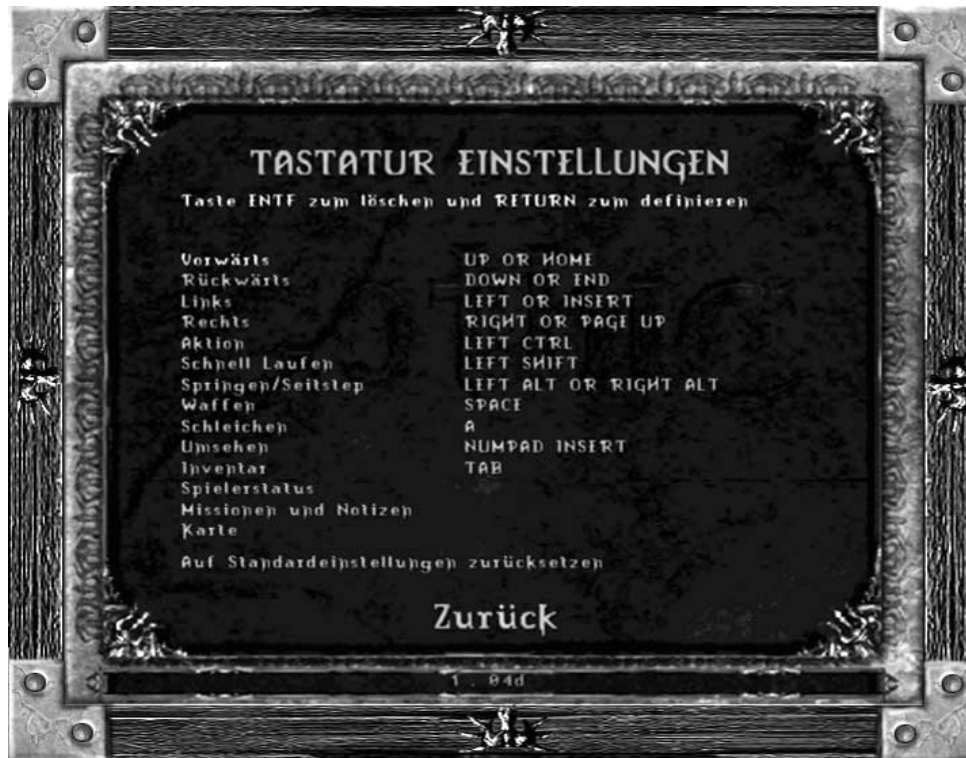 TASTATUR EINSTELLUNGEN
Taste ENTF zum löschen und RETURN zum definieren
Vorwärts UP OR HOME
Rückwärts DOWN OR END
Links LEFT OR INSERT
Rechts RIGHT OR PAGE UP
Aktion LEFT CTRL
Schnell Laufen LEFT SHIFT
Springen/Seitstep LEFT ALT OR RIGHT ALT
Waffen SPACE
Schleichen A
Umsehen NUMPAD INSERT
Inventar TAB
Spielerstatus
Missionen und Notizen
Karte
Auf Standardeinstellungen zurücksetzen
Zurück
1.04d